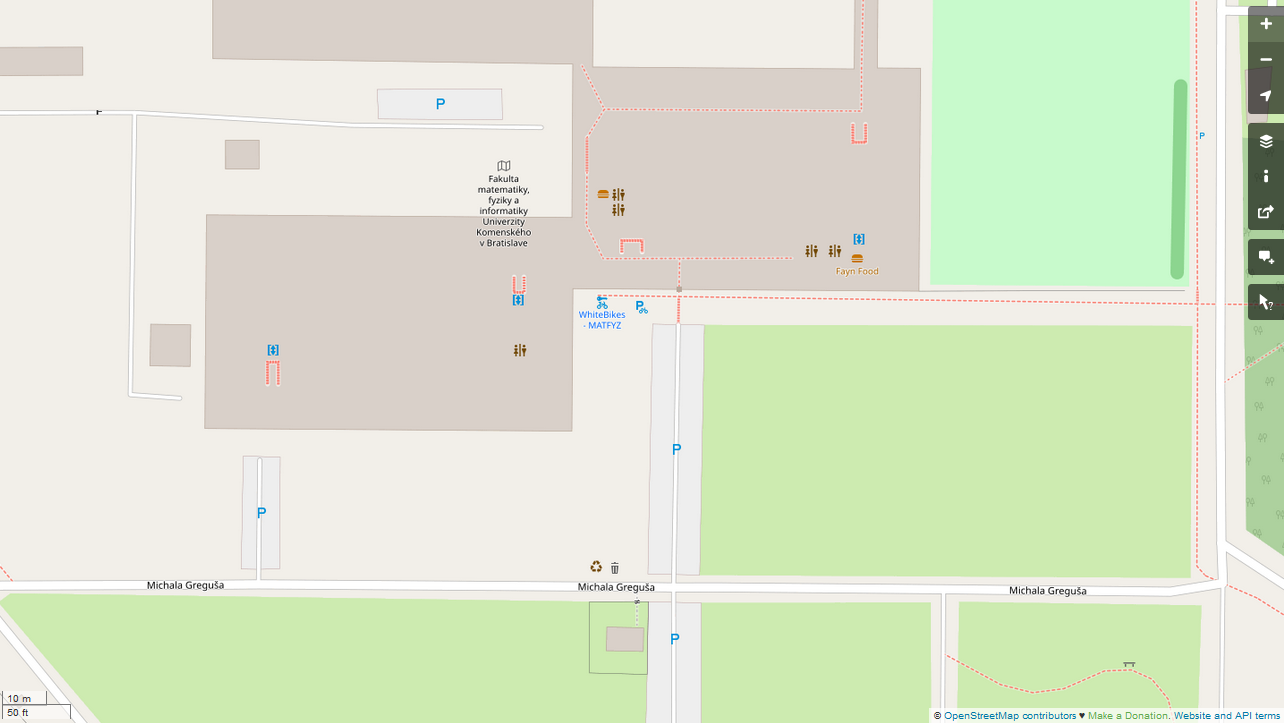 P
P
Fakulta
matematiky,
fyziky a
informatiky
Univerzity
Komenského
v Bratislave
Fayn Food
P
WhiteBikes
- MATFYZ
P
P
Michala Greguša
Michala Greguša
Michala Greguša
P
10 m
50 ft
© OpenStreetMap contributors ♥ Make a Donation. Website and API terms